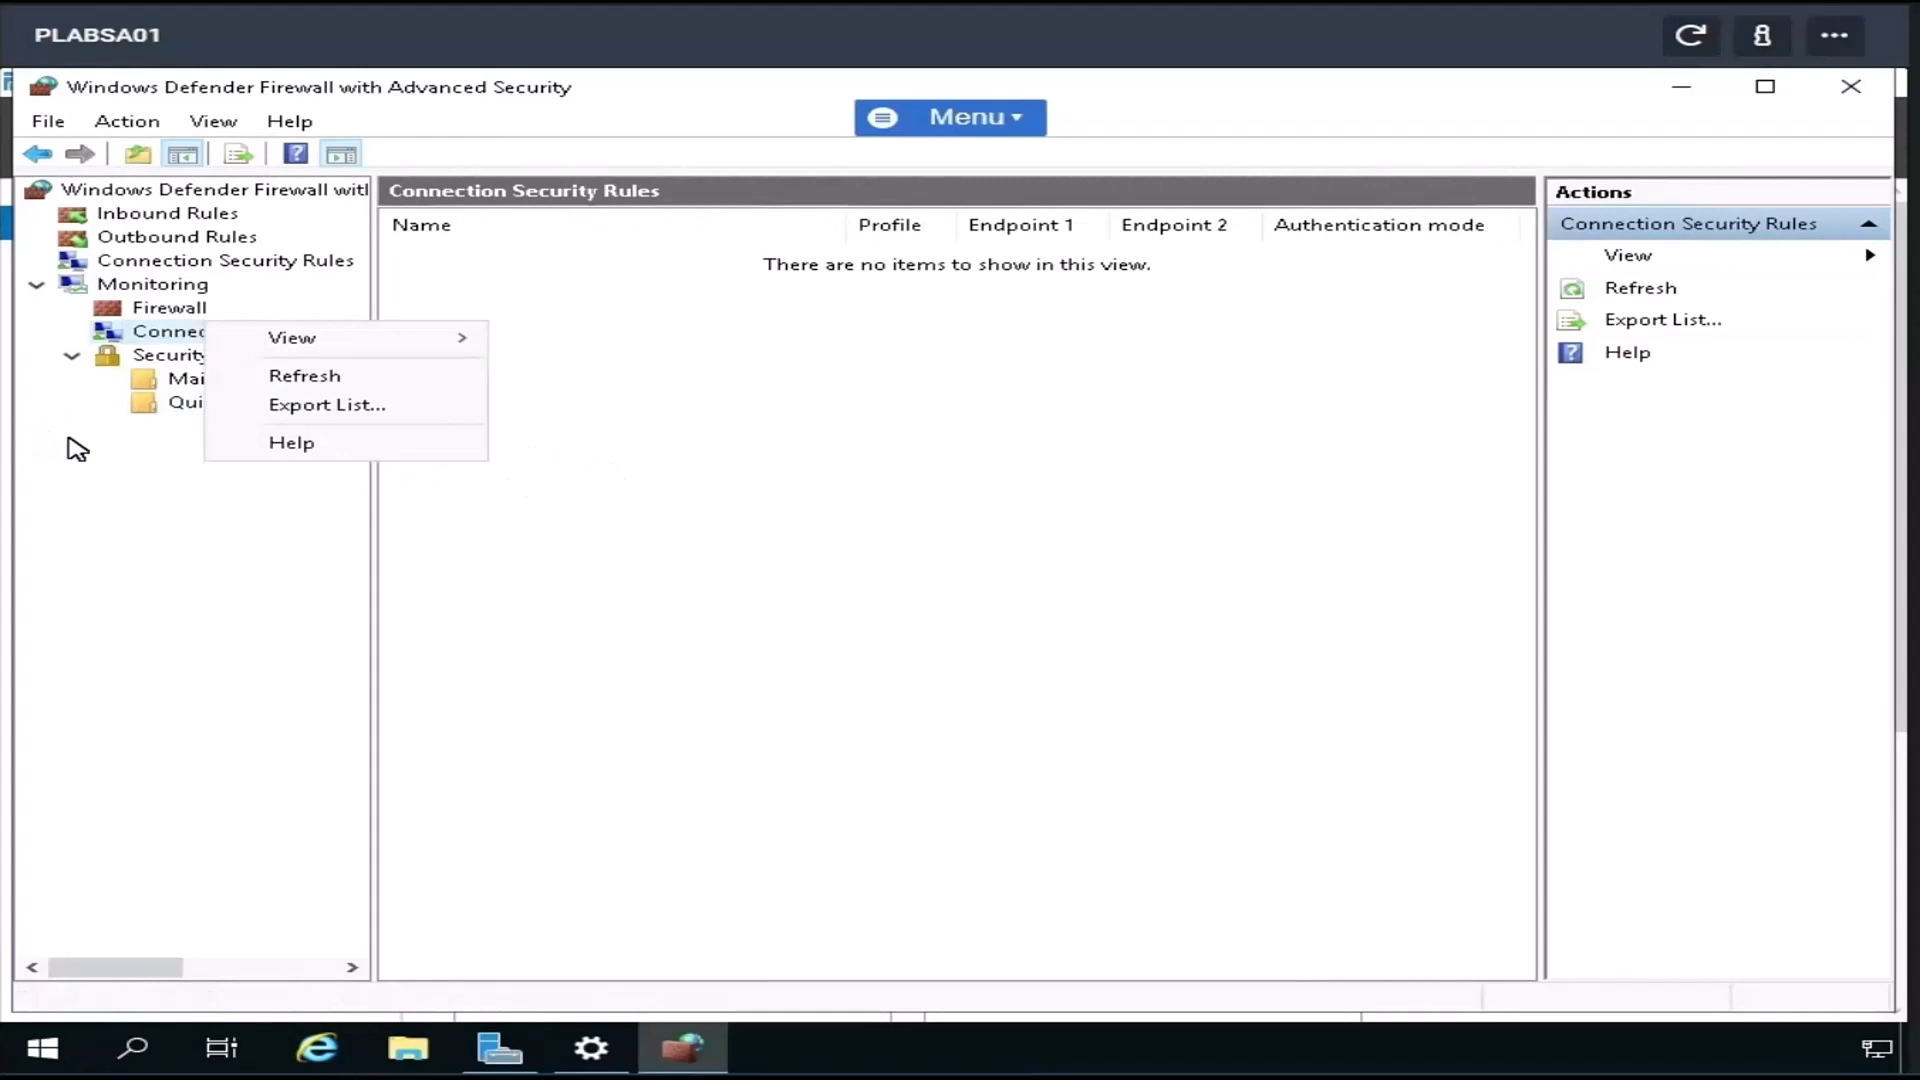 PLABSA01
Windows Defender Firewall with Advanced Security
File Action View Help
Menu
Windows Defender Firewall witl
Inbound Rules
Outbound Rules
Connection Security Rules
Monitoring
Firewall
Connec
Security
Mai
Qui
View
Refresh
Export List...
Help
Connection Security Rules
Name Profile Endpoint 1 Endpoint 2 Authentication mode
There are no items to show in this view.
Actions
Connection Security Rules
View
Refresh
Export List...
Help